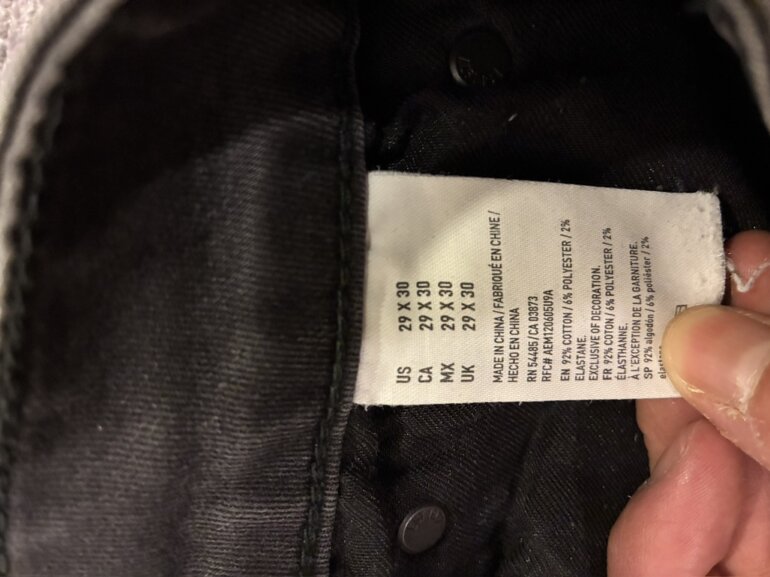 US 29 X 30
CA 29 X 30
MX 29 X 30
UK 29 X 30
MADE IN CHINA / FABRIQUÉ EN CHINE /
HECHO EN CHINA
RN 54485/CA 03873
RFC# AEM120605U9A
EN 92% COTTON / 6% POLYESTER / 2%
ELASTANE.
EXCLUSIVE OF DECORATION.
FR 92% COTON / 6% POLYESTER / 2%
ÉLASTHANNE.
À L'EXCEPTION DE LA GARNITURE.
SP 92% algodón / 6% poliéster / 2%